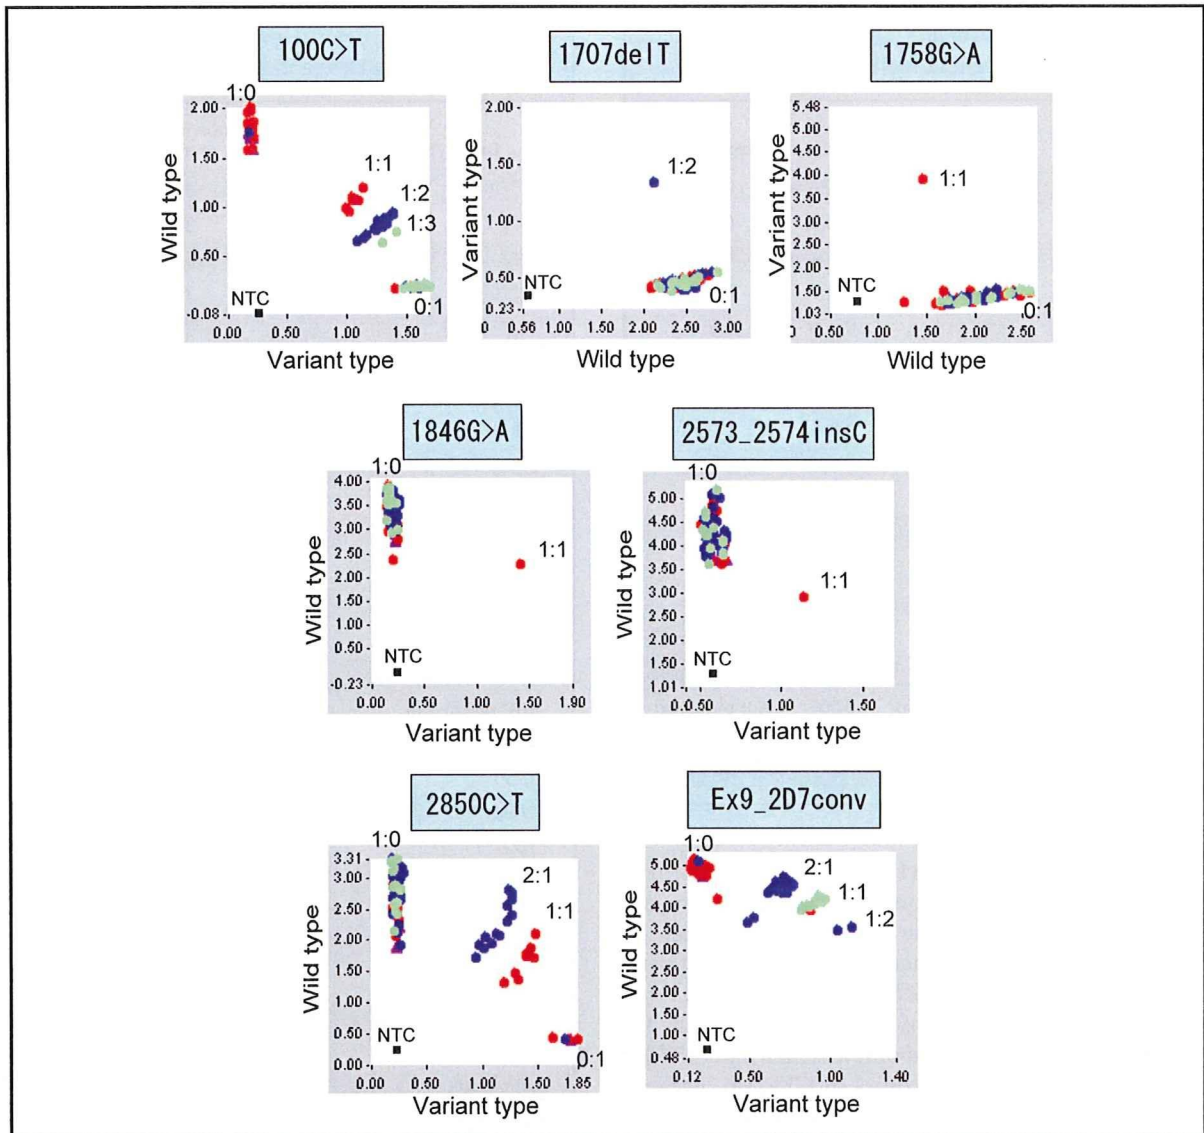 100C>T
1707delT
1758G>A
1:0
2.00
1.50
1.00
0.50
-0.08
1:1
1:2
1:3
0:1
NTC
0.00 0.50 1.00 1.50
Wild type
Variant type
2.00
1.50
1.00
0.50
0.23
1:2
0:1
NTC
0 0.56 1.00 1.50 2.00 3.00
Variant type
Wild type
5.48
5.00
4.50
4.00
3.50
3.00
2.50
2.00
1.50
1.03
1:1
0:1
NTC
0 0.50 1.00 1.50 2.00 2.50
Variant type
Wild type
1846G>A
2573_2574insC
1:0
4.00
3.50
3.00
2.50
2.00
1.50
1.00
0.50
-0.23
1:1
NTC
0.00 0.50 1.00 1.50 1.90
Wild type
Variant type
1:0
5.00
4.50
4.00
3.50
3.00
2.50
2.00
1.50
1.01
1:1
NTC
0.0.50 1.00 1.50
Wild type
Variant type
2850C>T
Ex9_2D7conv
1:0
3.31
3.00
2.50
2.00
1.50
1.00
0.50
0.00
2:1
1:1
0:1
NTC
0.00 0.50 1.00 1.50 1.85
Wild type
Variant type
1:0
5.00
4.50
4.00
3.50
3.00
2.50
2.00
1.50
1.00
0.48
2:1
1:1
1:2
NTC
0.12 0.50 1.00 1.40
Wild type
Variant type